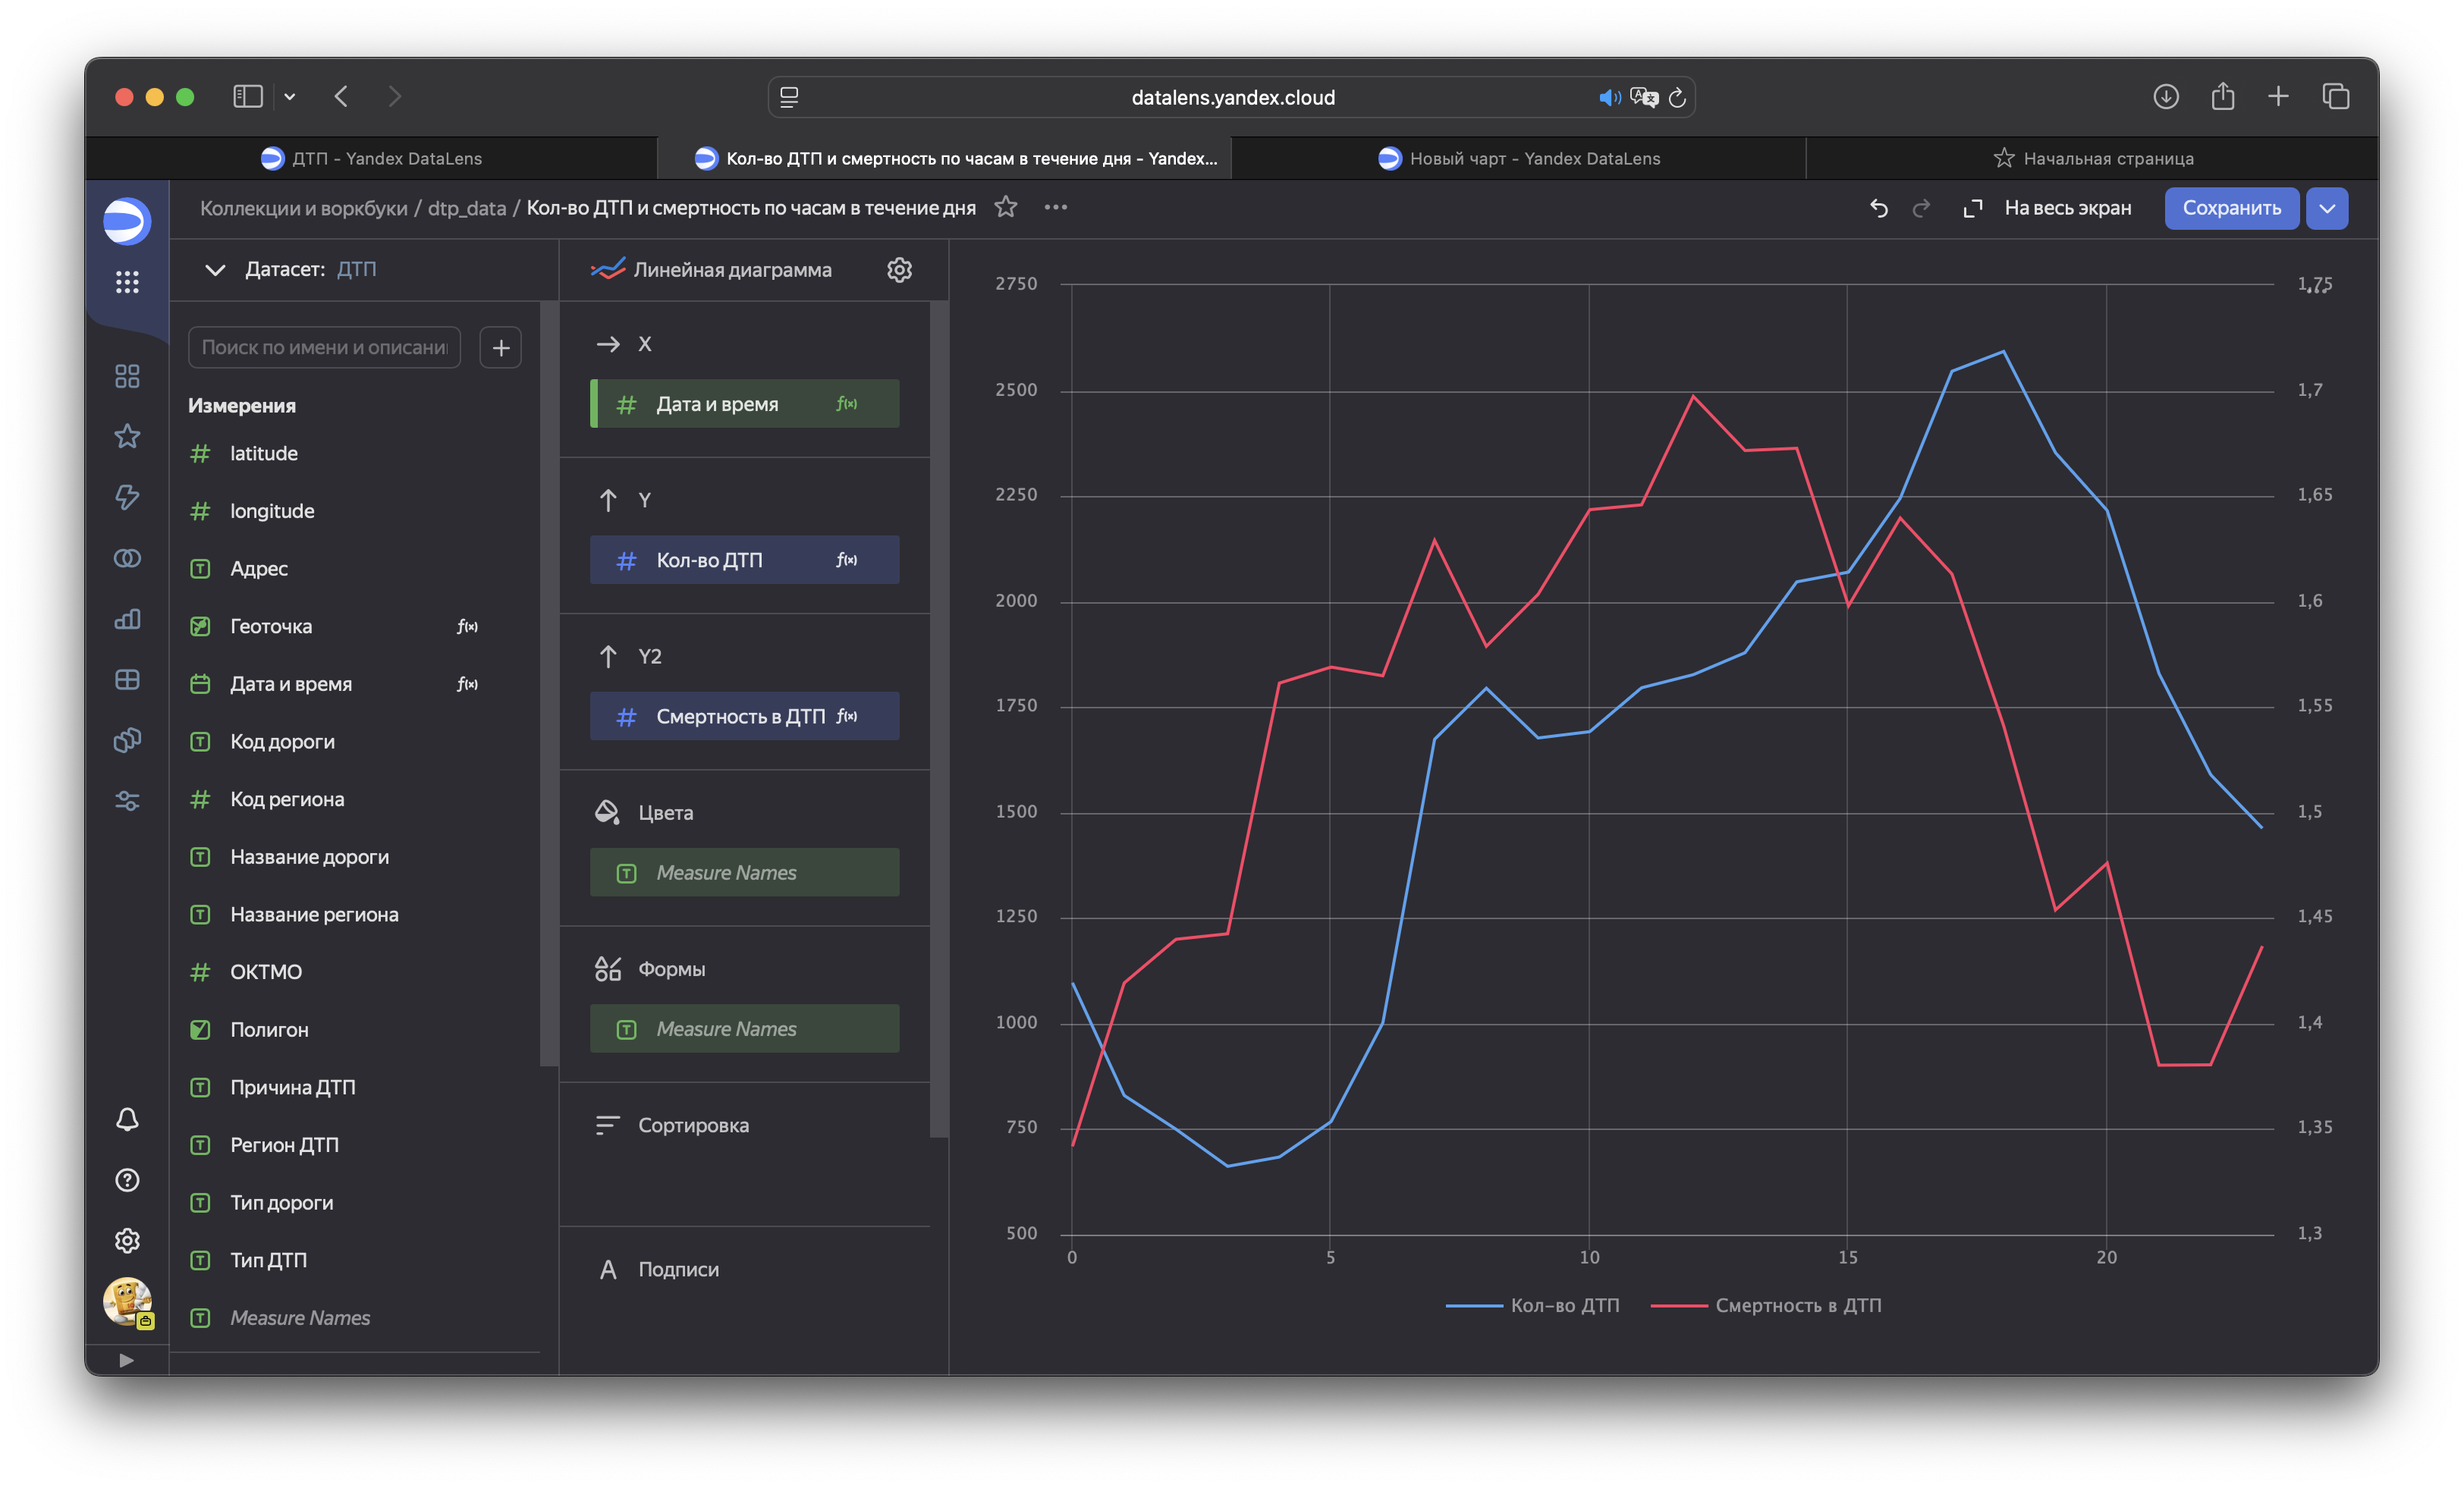 datalens.yandex.cloud
ДТП - Yandex DataLens
Кол-во ДТП и смертность по часам в течение дня - Yandex...
Новый чарт - Yandex DataLens
Начальная страница
Коллекции и воркбуки / dtp_data / Кол-во ДТП и смертность по часам в течение дня
На весь экран
Сохранить
Датасет: ДТП
Поиск по имени и описани
Измерения
latitude
longitude
Адрес
Геоточка f(x)
Дата и время f(x)
Код дороги
Код региона
Название дороги
Название региона
ОКТМО
Полигон
Причина ДТП
Регион ДТП
Тип дороги
Тип ДТП
Measure Names
Линейная диаграмма
X
Дата и время f(x)
Y
Кол-во ДТП f(x)
Y2
Смертность в ДТП f(x)
Цвета
Measure Names
Формы
Measure Names
Сортировка
Подписи
2750
2500
2250
2000
1750
1500
1250
1000
750
500
1,75
1,7
1,65
1,6
1,55
1,5
1,45
1,4
1,35
1,3
0 5 10 15 20
Кол-во ДТП Смертность в ДТП